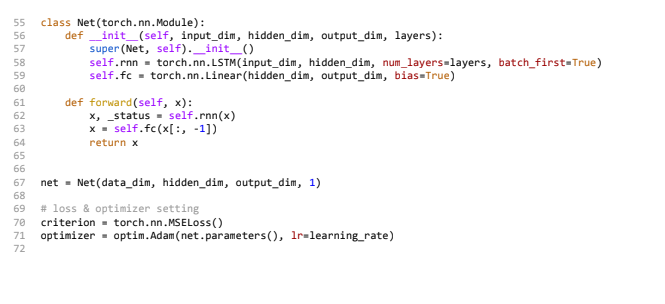 55 class Net(torch.nn.Module):
56     def __init__(self, input_dim, hidden_dim, output_dim, layers):
57         super(Net, self).__init__()
58         self.rnn = torch.nn.LSTM(input_dim, hidden_dim, num_layers=layers, batch_first=True)
59         self.fc = torch.nn.Linear(hidden_dim, output_dim, bias=True)
60
61     def forward(self, x):
62         x, _status = self.rnn(x)
63         x = self.fc(x[:, -1])
64         return x
65
66
67 net = Net(data_dim, hidden_dim, output_dim, 1)
68
69 # loss & optimizer setting
70 criterion = torch.nn.MSELoss()
71 optimizer = optim.Adam(net.parameters(), lr=learning_rate)
72